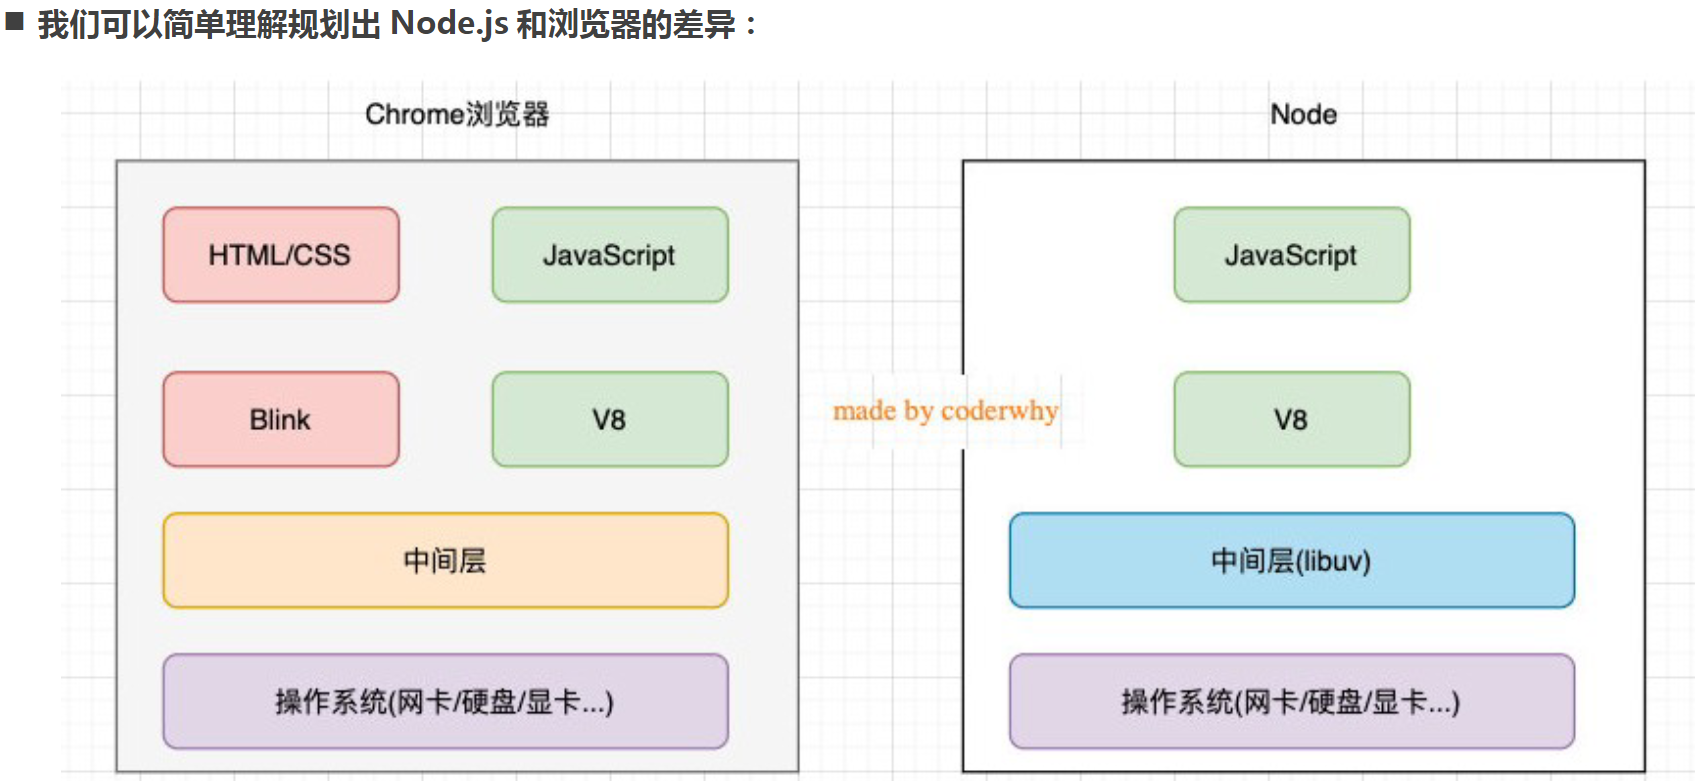 ■ 我们可以简单理解规划出 Node.js 和浏览器的差异：
Chrome浏览器
HTML/CSS
JavaScript
Blink
V8
中间层
操作系统(网卡/硬盘/显卡...)
made by coderwhy
Node
JavaScript
V8
中间层(libuv)
操作系统(网卡/硬盘/显卡...)